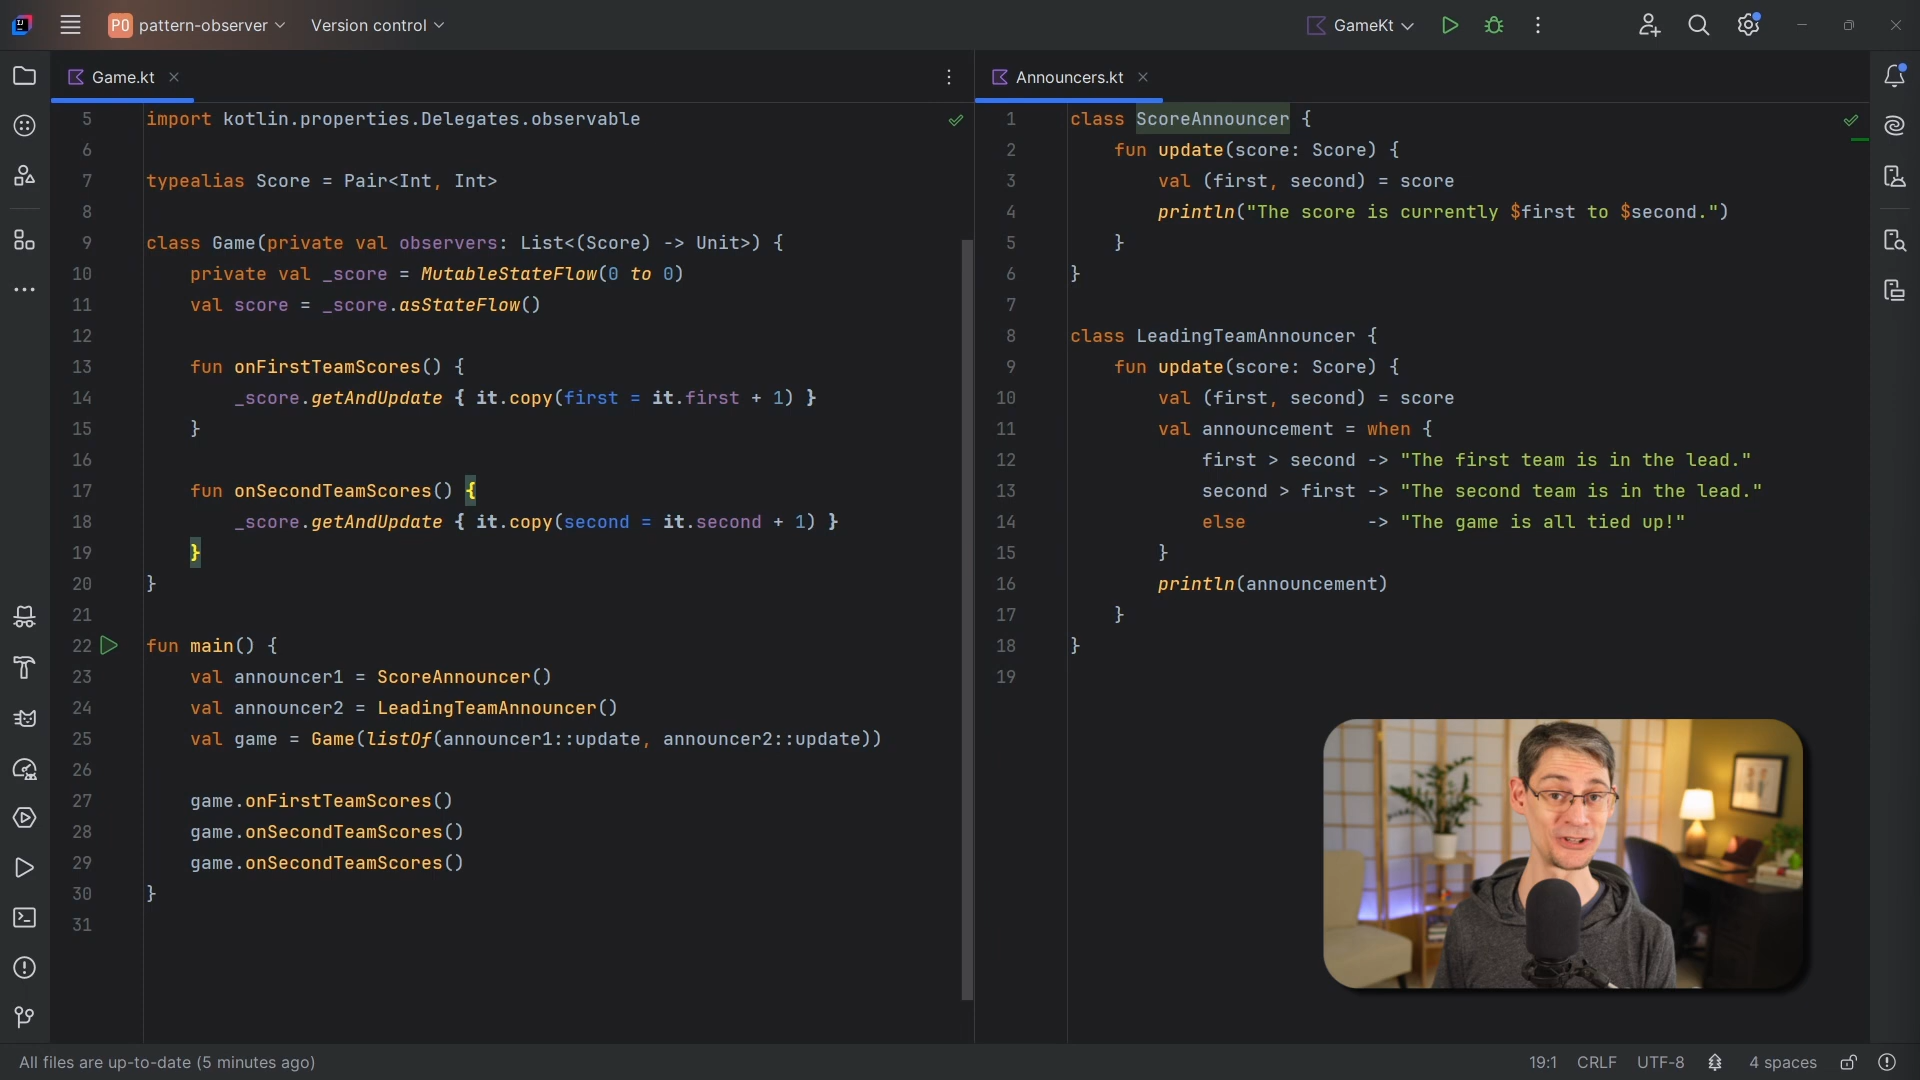 PO pattern-observer
Version control
GameKt
Game.kt
5 import kotlin.properties.Delegates.observable
6
7 typealias Score = Pair<Int, Int>
8
9 class Game(private val observers: List<(Score) -> Unit>) {
10     private val _score = MutableStateFlow(0 to 0)
11     val score = _score.asStateFlow()
12
13     fun onFirstTeamScores() {
14         _score.getAndUpdate { it.copy(first = it.first + 1) }
15     }
16
17     fun onSecondTeamScores() {
18         _score.getAndUpdate { it.copy(second = it.second + 1) }
19     }
20 }
21
22 fun main() {
23     val announcer1 = ScoreAnnouncer()
24     val announcer2 = LeadingTeamAnnouncer()
25     val game = Game(listOf(announcer1::update, announcer2::update))
26
27     game.onFirstTeamScores()
28     game.onSecondTeamScores()
29     game.onSecondTeamScores()
30 }
31
Announcers.kt
1 class ScoreAnnouncer {
2     fun update(score: Score) {
3         val (first, second) = score
4         println("The score is currently $first to $second.")
5     }
6 }
7
8 class LeadingTeamAnnouncer {
9     fun update(score: Score) {
10         val (first, second) = score
11         val announcement = when {
12             first > second -> "The first team is in the lead."
13             second > first -> "The second team is in the lead."
14             else           -> "The game is all tied up!"
15         }
16         println(announcement)
17     }
18 }
19
All files are up-to-date (5 minutes ago)
19:1 CRLF UTF-8 4 spaces